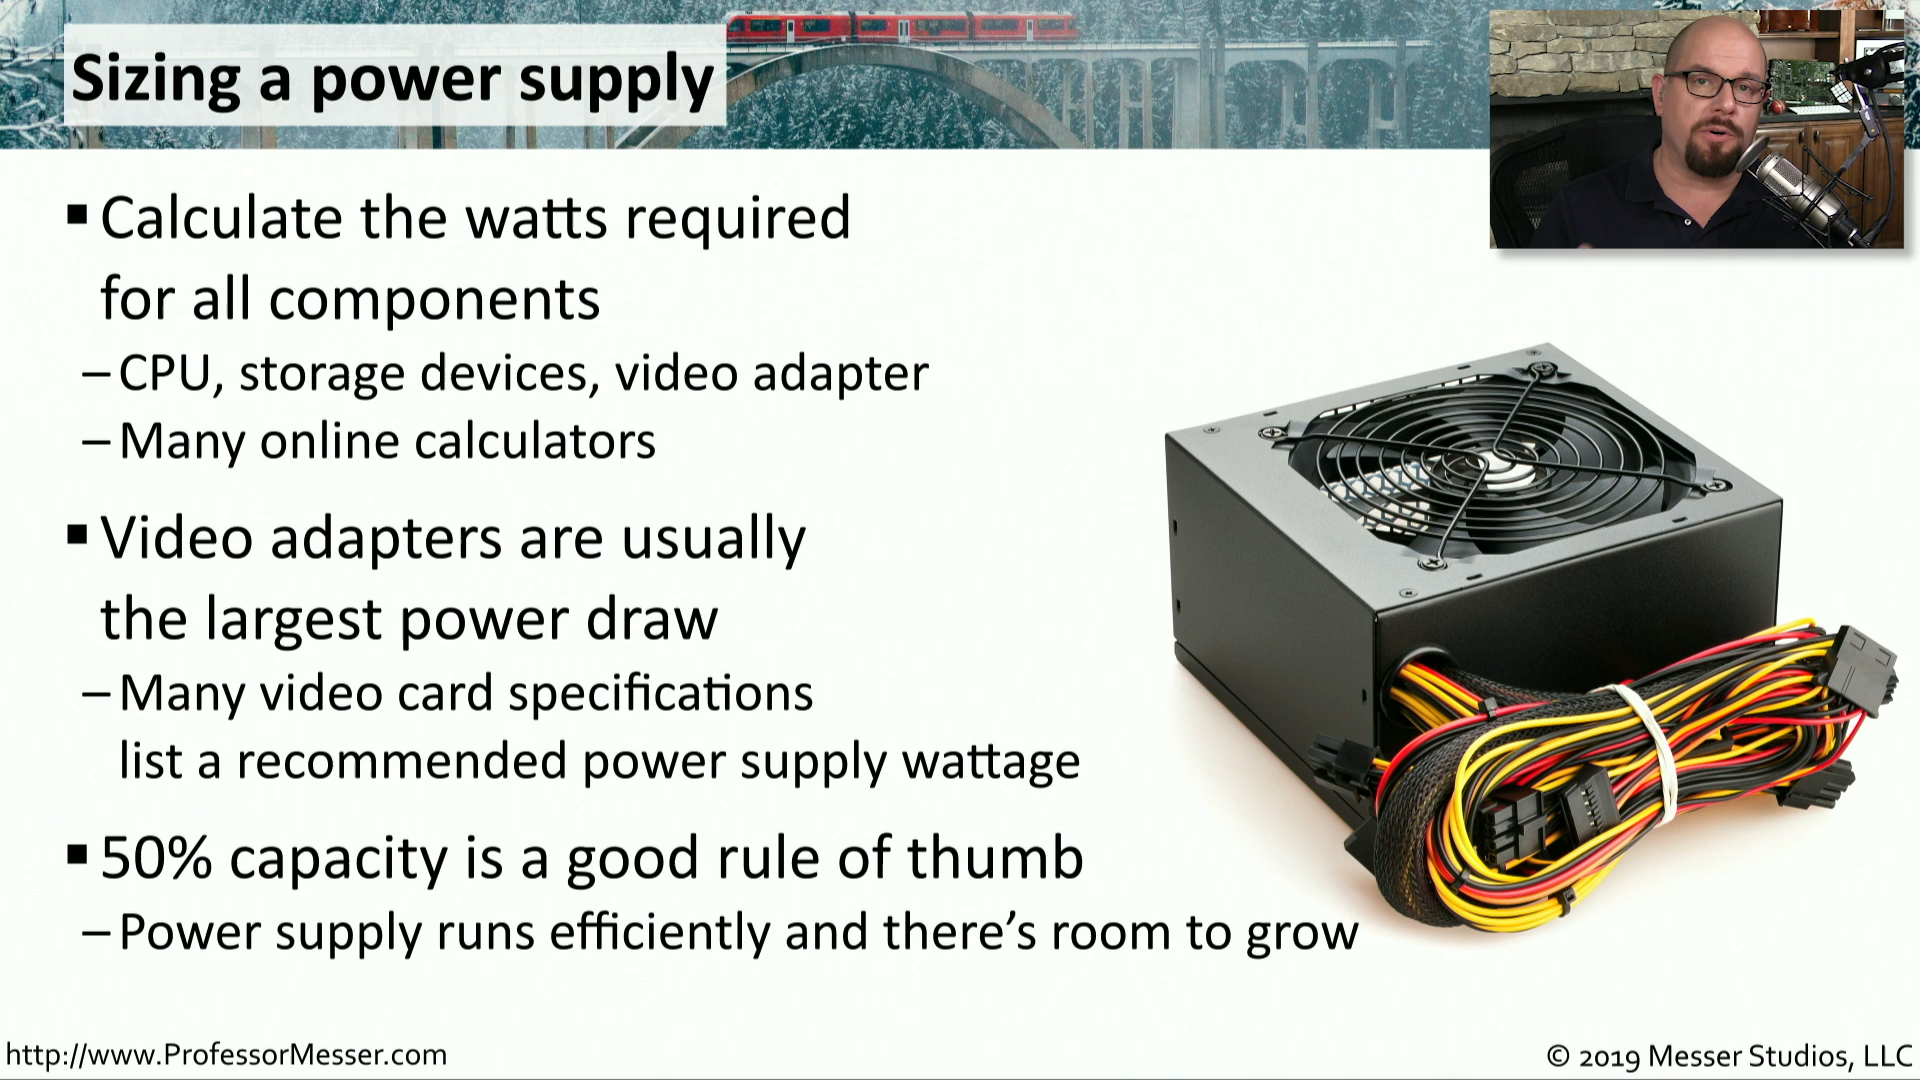 Sizing a power supply
▪ Calculate the watts required
for all components
– CPU, storage devices, video adapter
– Many online calculators
▪ Video adapters are usually
the largest power draw
– Many video card specifications
list a recommended power supply wattage
▪ 50% capacity is a good rule of thumb
– Power supply runs efficiently and there’s room to grow
http://www.ProfessorMesser.com
© 2019 Messer Studios, LLC